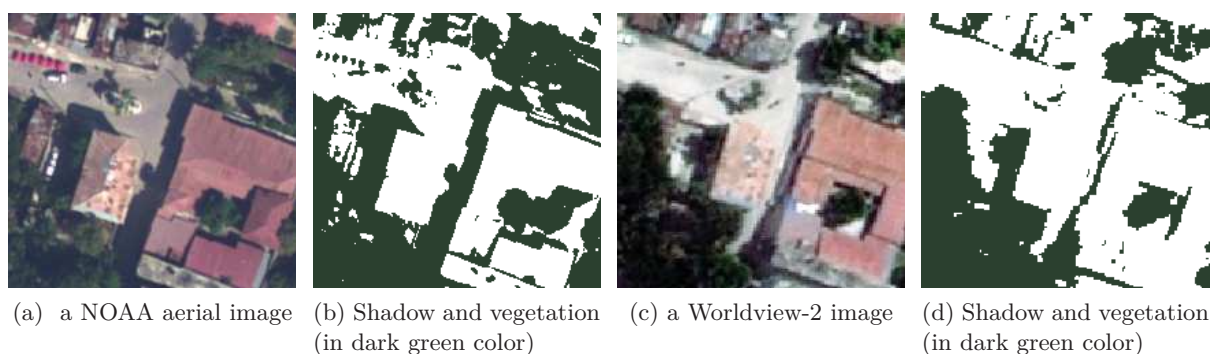 (a) a NOAA aerial image
(b) Shadow and vegetation
(in dark green color)
(c) a Worldview-2 image
(d) Shadow and vegetation
(in dark green color)